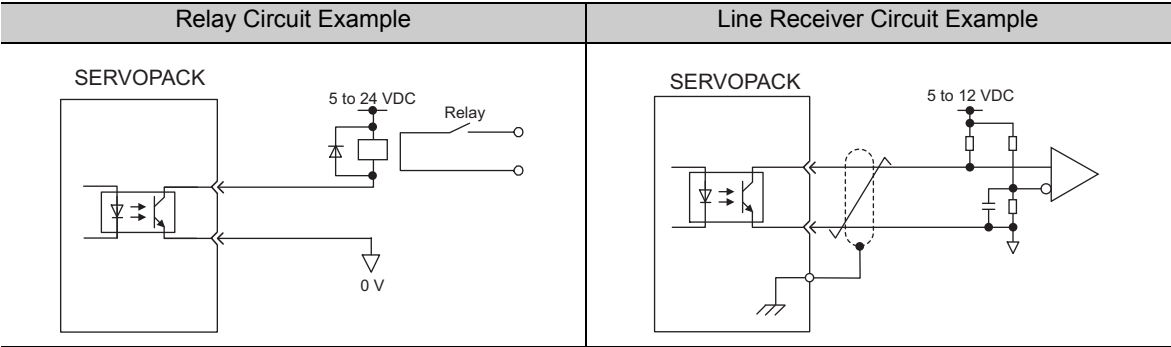 Relay Circuit Example
Line Receiver Circuit Example
SERVOPACK
5 to 24 VDC
Relay
0 V
SERVOPACK
5 to 12 VDC